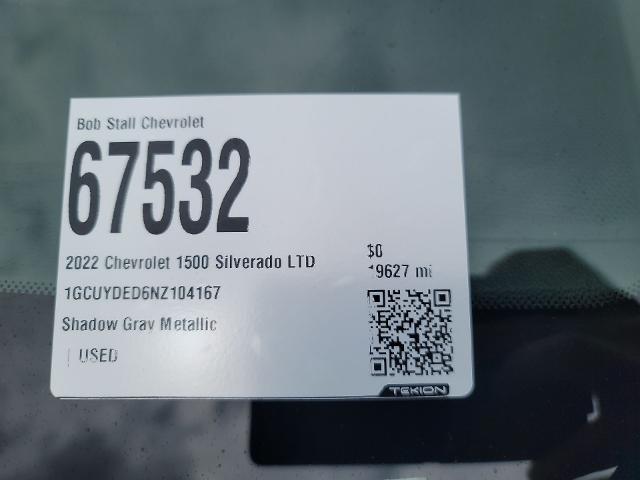 Bob Stall Chevrolet
67532
2022 Chevrolet 1500 Silverado LTD
$0
19627 mi
1GCUYDED6NZ104167
Shadow Gray Metallic
| USED
TEKION